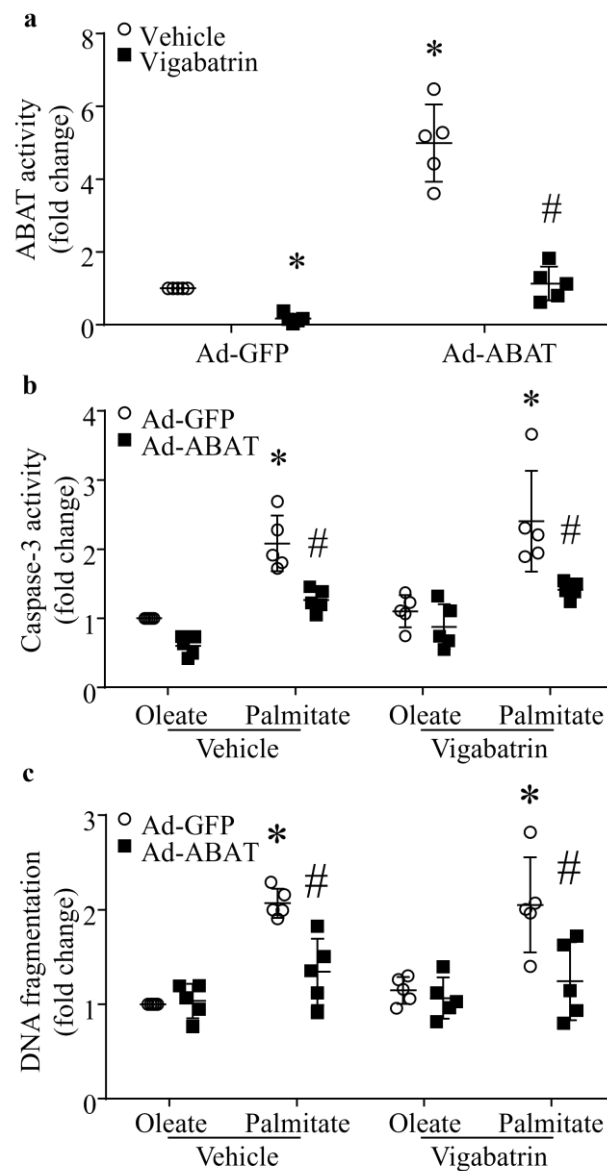 a
Vehicle
Vigabatrin
ABAT activity
(fold change)
8
6
4
2
0
*
*
#
Ad-GFP Ad-ABAT
b
Ad-GFP
Ad-ABAT
Caspase-3 activity
(fold change)
4
3
2
1
0
*
#
*
#
Oleate Palmitate Oleate Palmitate
Vehicle Vigabatrin
c
Ad-GFP
Ad-ABAT
DNA fragmentation
(fold change)
3
2
1
0
*
#
*
#
Oleate Palmitate Oleate Palmitate
Vehicle Vigabatrin